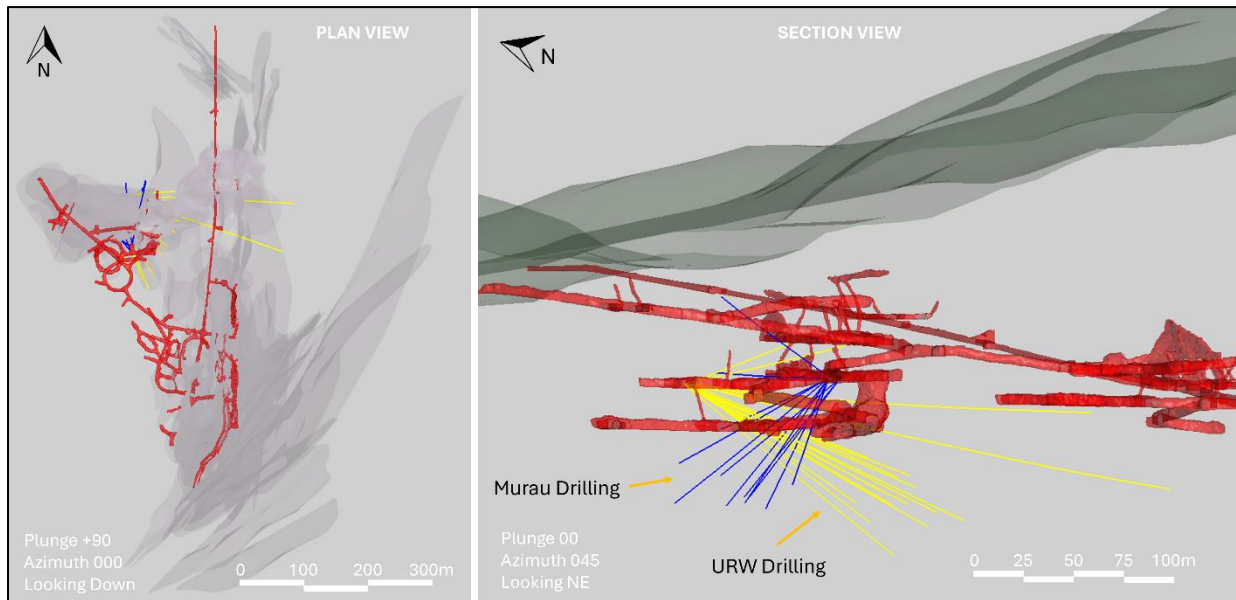 PLAN VIEW
N
Plunge +90
Azimuth 000
Looking Down
0 100 200 300m
SECTION VIEW
N
Murau Drilling
URW Drilling
Plunge 00
Azimuth 045
Looking NE
0 25 50 75 100m